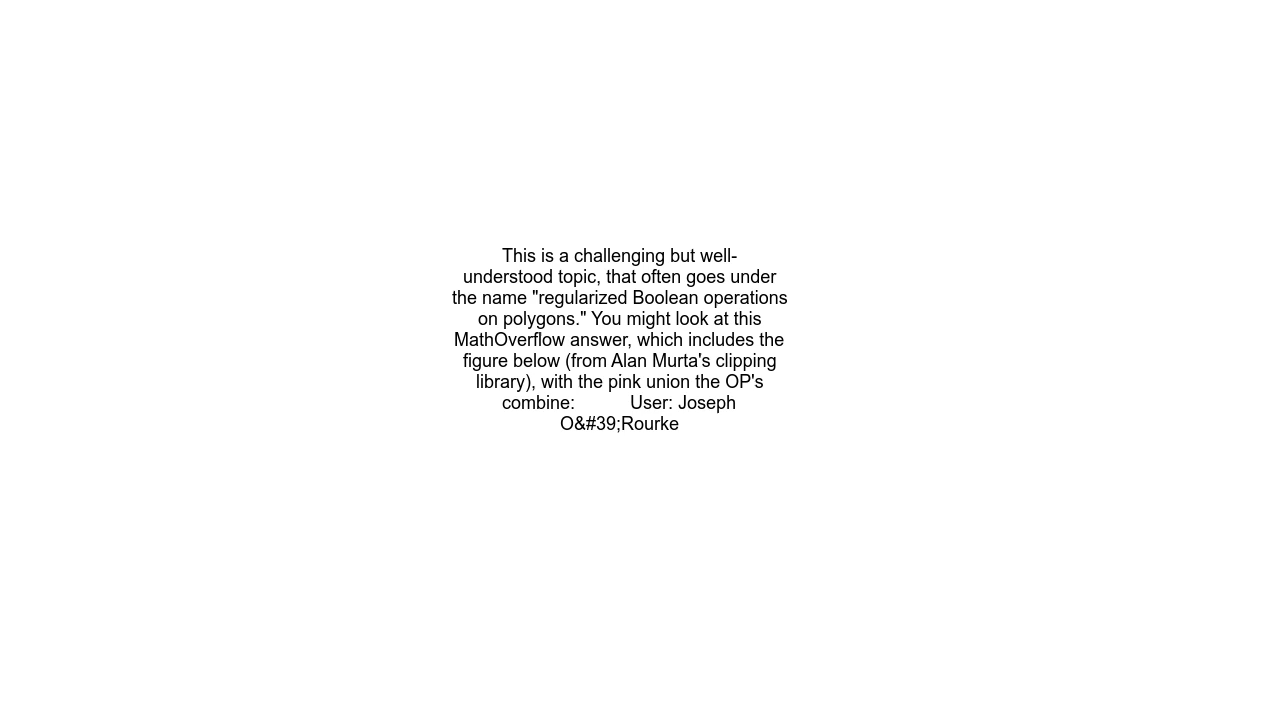 This is a challenging but well-
understood topic, that often goes under
the name "regularized Boolean operations
on polygons." You might look at this
MathOverflow answer, which includes the
figure below (from Alan Murta's clipping
library), with the pink union the OP's
combine:           User: Joseph
O&#39;Rourke